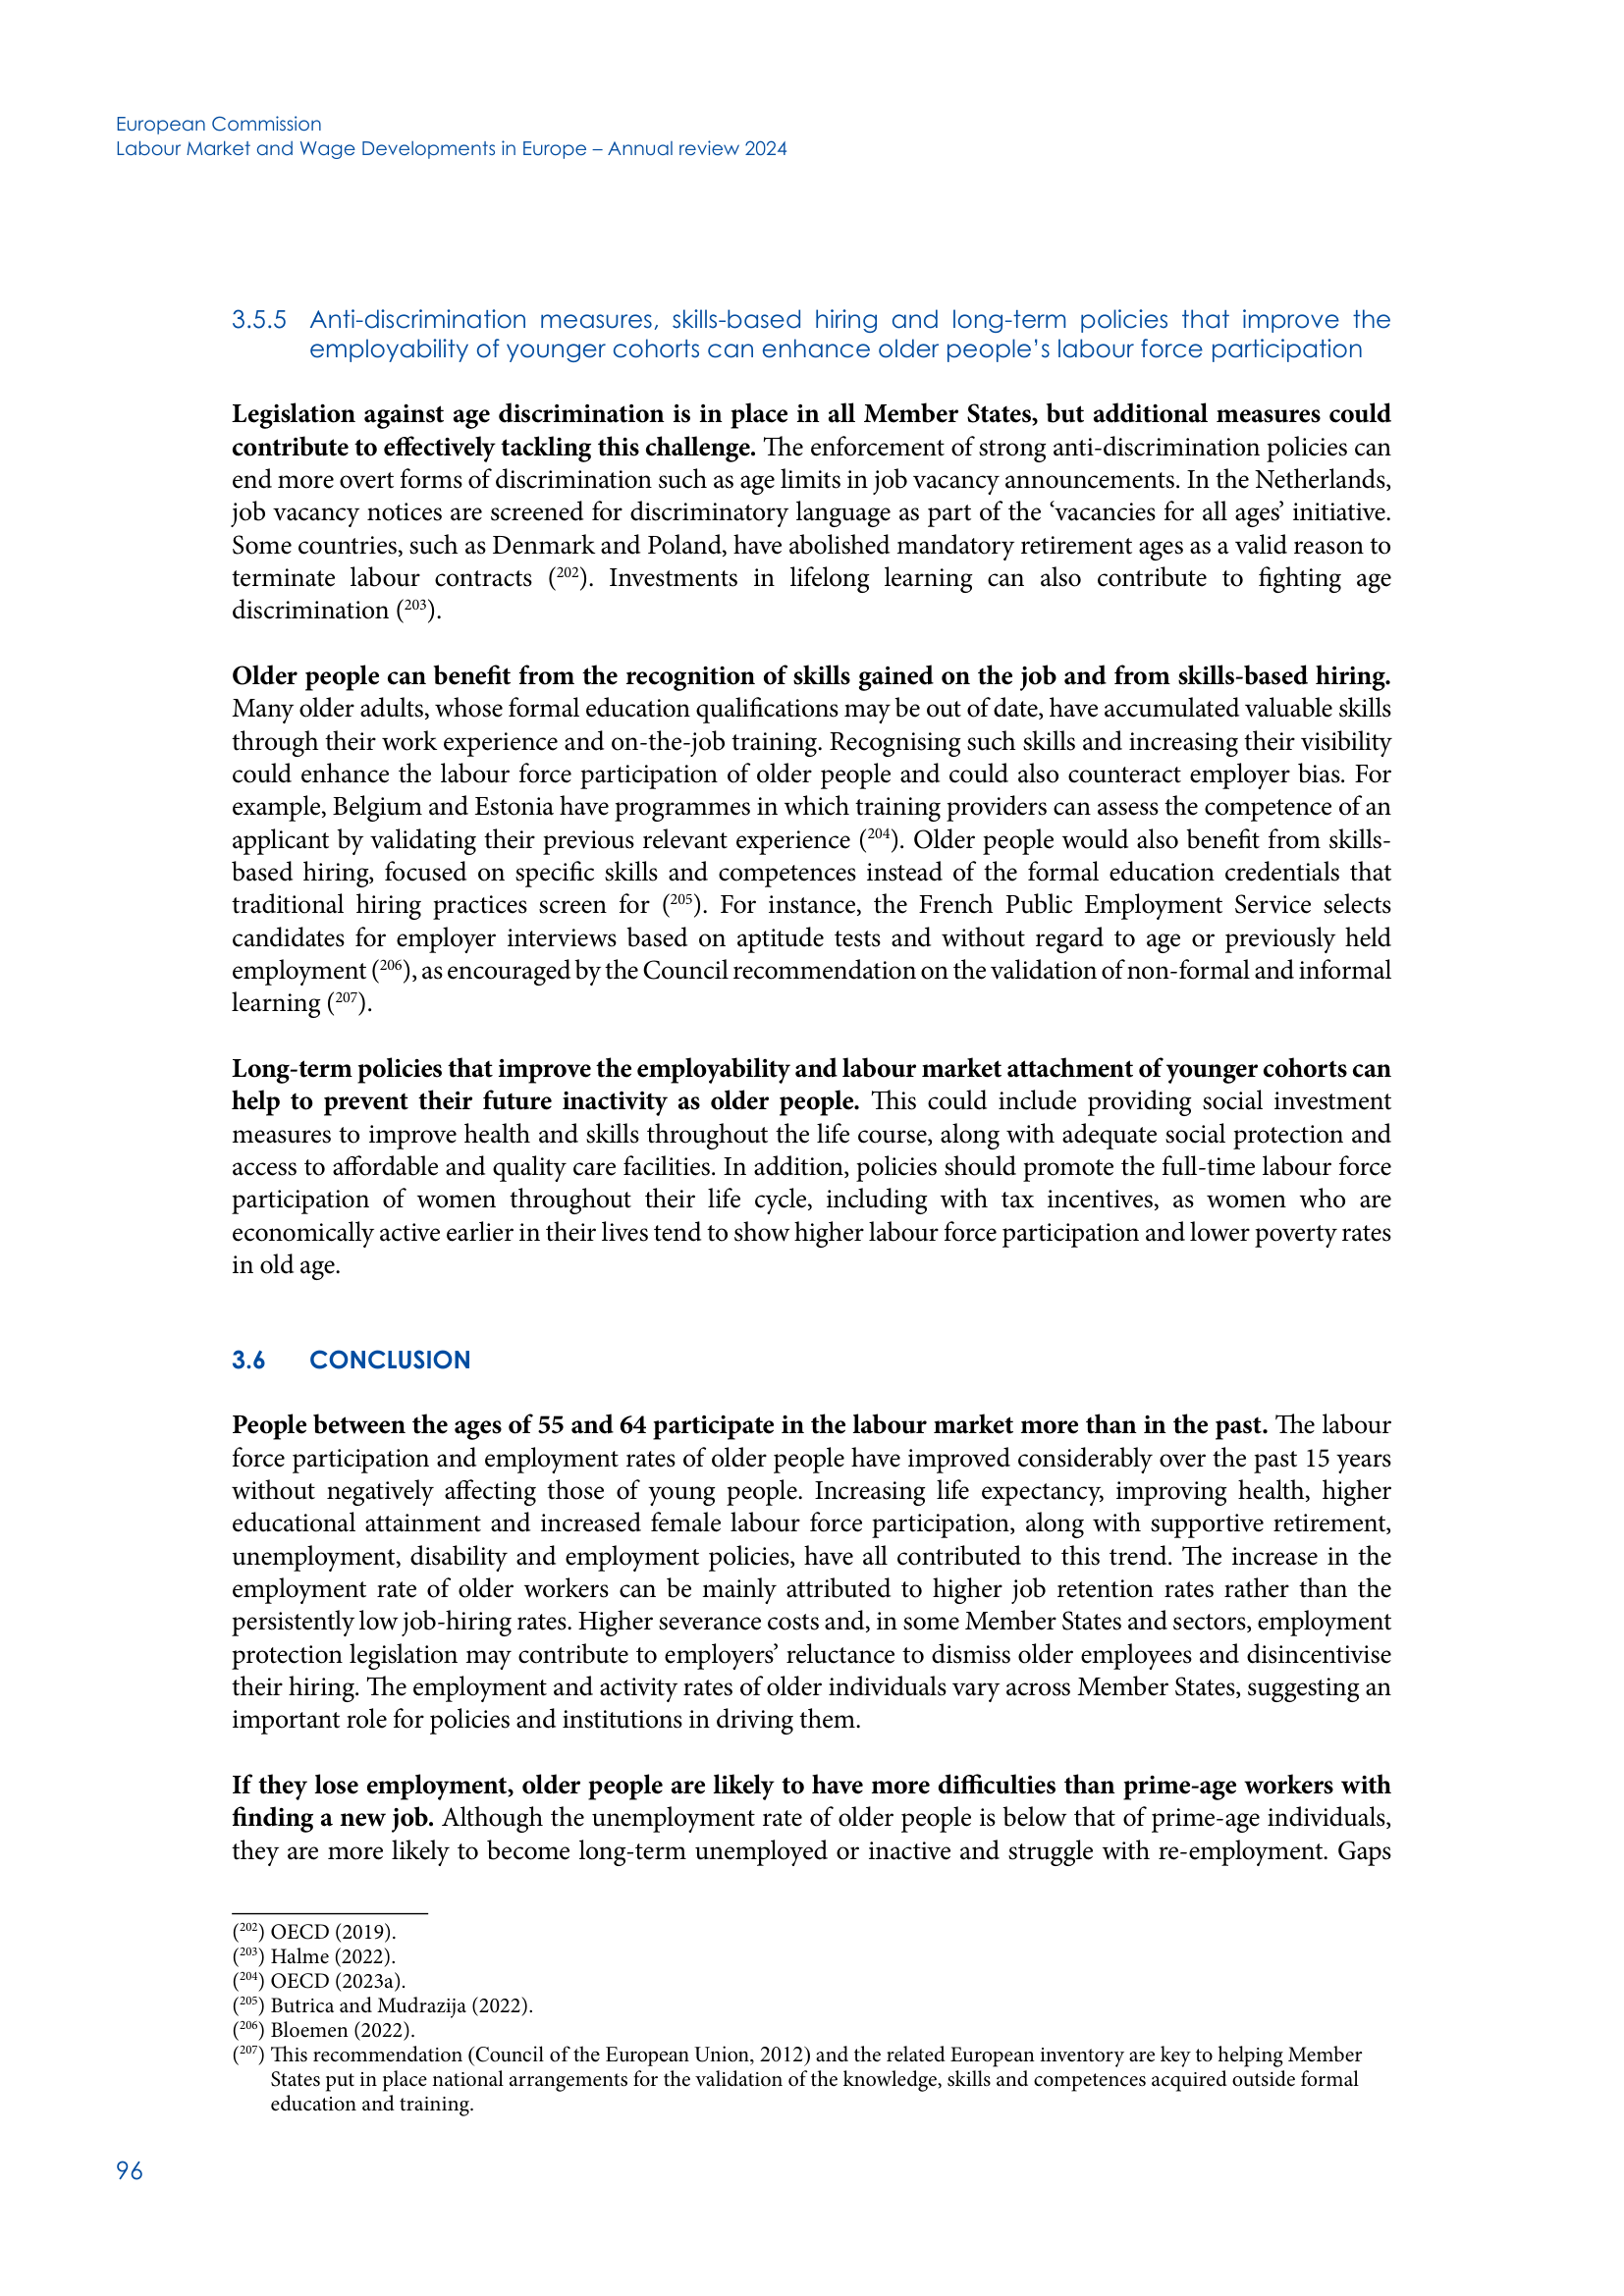 European Commission
Labour Market and Wage Developments in Europe – Annual review 2024
3.5.5 Anti-discrimination measures, skills-based hiring and long-term policies that improve the
employability of younger cohorts can enhance older people’s labour force participation
Legislation against age discrimination is in place in all Member States, but additional measures could
contribute to effectively tackling this challenge. The enforcement of strong anti-discrimination policies can
end more overt forms of discrimination such as age limits in job vacancy announcements. In the Netherlands,
job vacancy notices are screened for discriminatory language as part of the ‘vacancies for all ages’ initiative.
Some countries, such as Denmark and Poland, have abolished mandatory retirement ages as a valid reason to
terminate labour contracts (202). Investments in lifelong learning can also contribute to fighting age
discrimination (203).
Older people can benefit from the recognition of skills gained on the job and from skills-based hiring.
Many older adults, whose formal education qualifications may be out of date, have accumulated valuable skills
through their work experience and on-the-job training. Recognising such skills and increasing their visibility
could enhance the labour force participation of older people and could also counteract employer bias. For
example, Belgium and Estonia have programmes in which training providers can assess the competence of an
applicant by validating their previous relevant experience (204). Older people would also benefit from skills-
based hiring, focused on specific skills and competences instead of the formal education credentials that
traditional hiring practices screen for (205). For instance, the French Public Employment Service selects
candidates for employer interviews based on aptitude tests and without regard to age or previously held
employment (206), as encouraged by the Council recommendation on the validation of non-formal and informal
learning (207).
Long-term policies that improve the employability and labour market attachment of younger cohorts can
help to prevent their future inactivity as older people. This could include providing social investment
measures to improve health and skills throughout the life course, along with adequate social protection and
access to affordable and quality care facilities. In addition, policies should promote the full-time labour force
participation of women throughout their life cycle, including with tax incentives, as women who are
economically active earlier in their lives tend to show higher labour force participation and lower poverty rates
in old age.
3.6 CONCLUSION
People between the ages of 55 and 64 participate in the labour market more than in the past. The labour
force participation and employment rates of older people have improved considerably over the past 15 years
without negatively affecting those of young people. Increasing life expectancy, improving health, higher
educational attainment and increased female labour force participation, along with supportive retirement,
unemployment, disability and employment policies, have all contributed to this trend. The increase in the
employment rate of older workers can be mainly attributed to higher job retention rates rather than the
persistently low job-hiring rates. Higher severance costs and, in some Member States and sectors, employment
protection legislation may contribute to employers’ reluctance to dismiss older employees and disincentivise
their hiring. The employment and activity rates of older individuals vary across Member States, suggesting an
important role for policies and institutions in driving them.
If they lose employment, older people are likely to have more difficulties than prime-age workers with
finding a new job. Although the unemployment rate of older people is below that of prime-age individuals,
they are more likely to become long-term unemployed or inactive and struggle with re-employment. Gaps
(202) OECD (2019).
(203) Halme (2022).
(204) OECD (2023a).
(205) Butrica and Mudrazija (2022).
(206) Bloemen (2022).
(207) This recommendation (Council of the European Union, 2012) and the related European inventory are key to helping Member
States put in place national arrangements for the validation of the knowledge, skills and competences acquired outside formal
education and training.
96